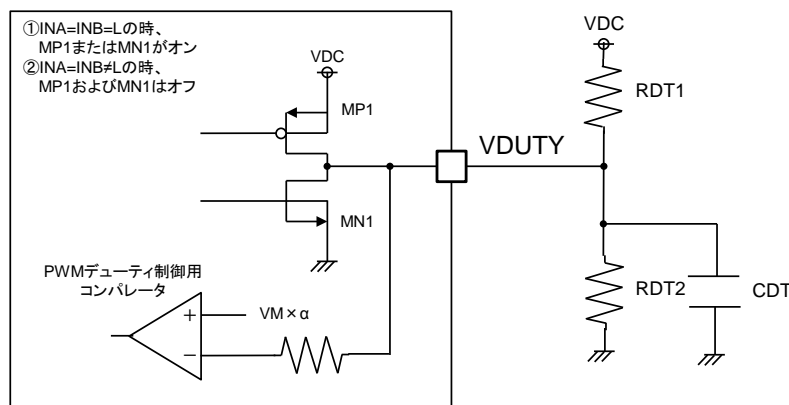 ①INA=INB=Lの時、
MP1またはMN1がオン
②INA=INB≠Lの時、
MP1およびMN1はオフ
VDC
MP1
MN1
PWMデューティ制御用
コンパレータ
+
VM×α
−
VDUTY
VDC
RDT1
RDT2
CDT